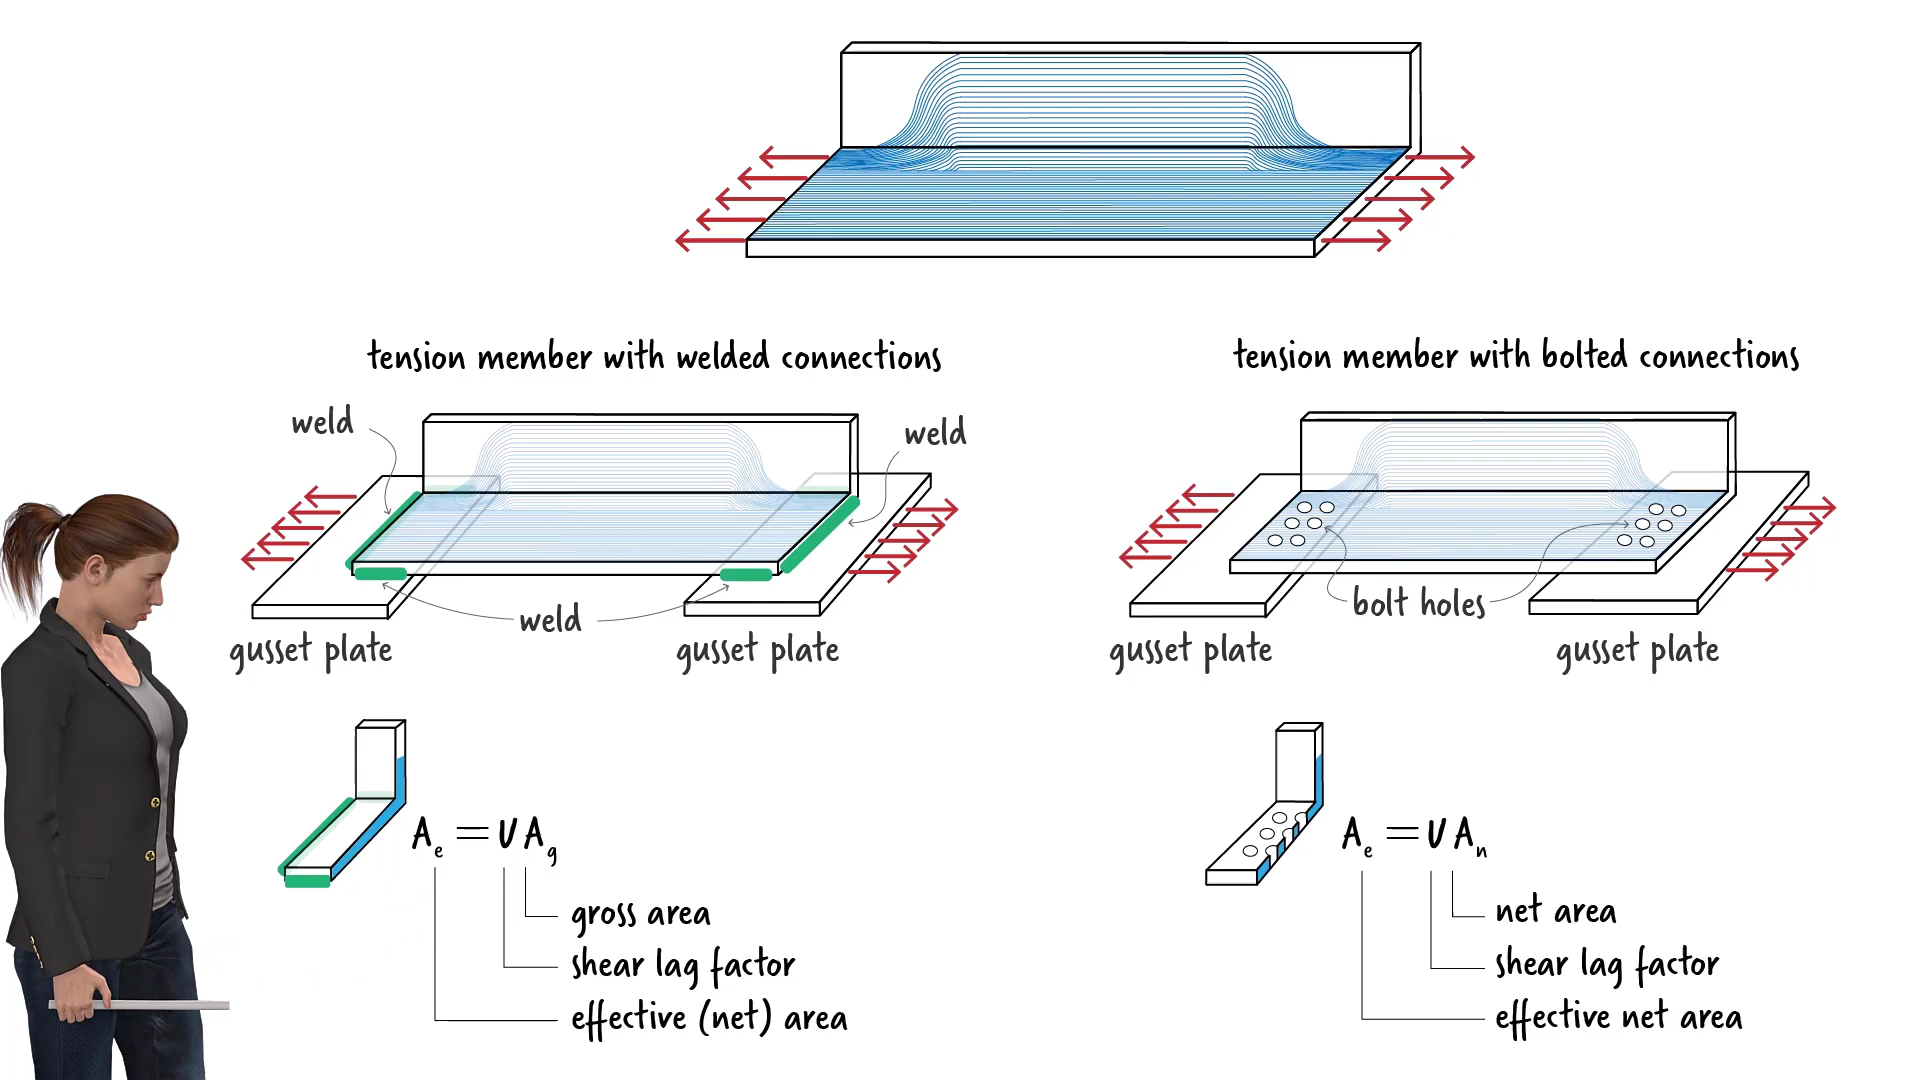 tension member with welded connections
weld
weld
weld
gusset plate
gusset plate
Ae = U Ag
gross area
shear lag factor
effective (net) area
tension member with bolted connections
bolt holes
gusset plate
gusset plate
Ae = U An
net area
shear lag factor
effective net area